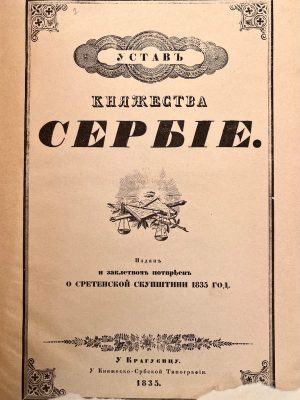 УСТАВЪ
КНЯЖЕСТВА
СЕРБІЕ.
Изданъ
и заклетвомъ потврђенъ
О СРЕТЕНСКОЙ СКУПШТИНИ 1835 ГОД.
У КРАГУЕВЦУ.
У Княжеско-Србской Типографіи.
1835.